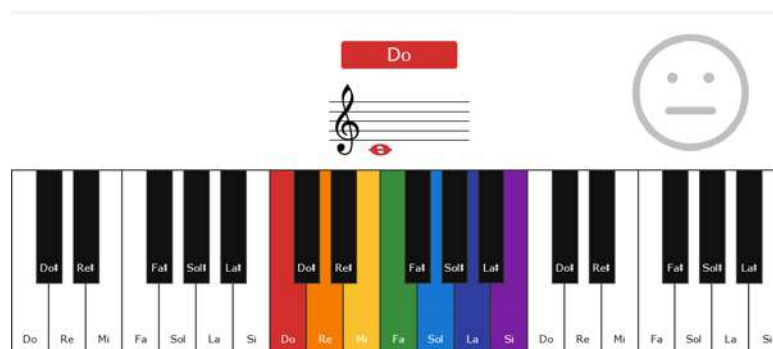 Do
Do# Re# Fa# Sol# La# Do# Re# Fa# Sol# La# Do# Re# Fa# Sol# La#
Do Re Mi Fa Sol La Si Do Re Mi Fa Sol La Si Do Re Mi Fa Sol La Si